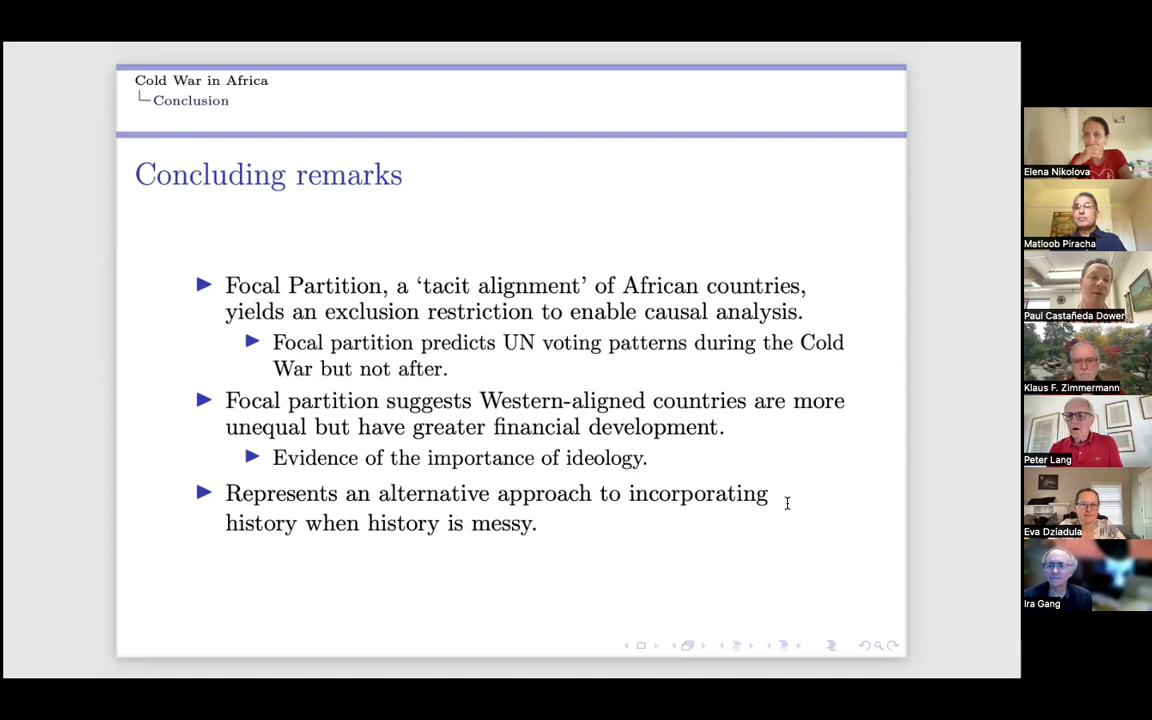 Cold War in Africa
Conclusion
Concluding remarks
Focal Partition, a ‘tacit alignment’ of African countries,
yields an exclusion restriction to enable causal analysis.
Focal partition predicts UN voting patterns during the Cold
War but not after.
Focal partition suggests Western-aligned countries are more
unequal but have greater financial development.
Evidence of the importance of ideology.
Represents an alternative approach to incorporating
history when history is messy.
Elena Nikolova
Matloob Piracha
Paul Castañeda Dower
Klaus F. Zimmermann
Peter Lang
Eva Dziadula
Ira Gang